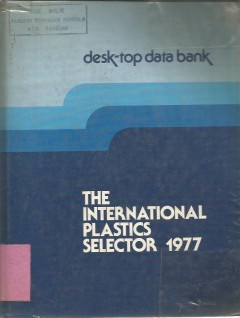 desk-top data bank
THE
INTERNATIONAL
PLASTICS
SELECTOR 1977